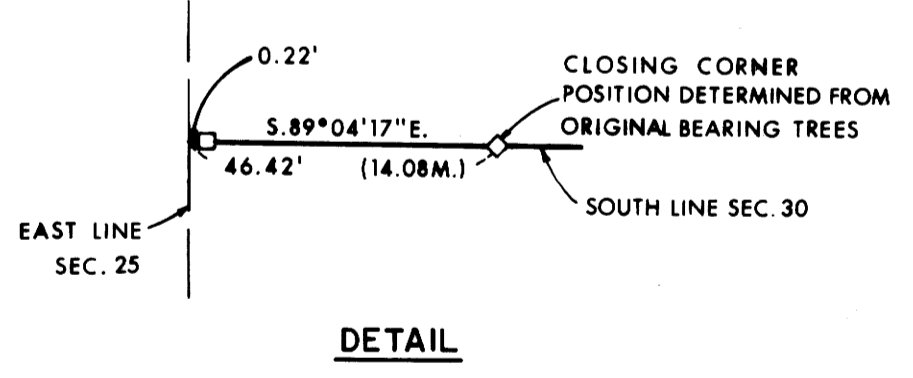 0.22'
CLOSING CORNER
POSITION DETERMINED FROM
ORIGINAL BEARING TREES
S.89°04'17"E.
46.42' (14.08M.)
SOUTH LINE SEC. 30
EAST LINE
SEC. 25
DETAIL